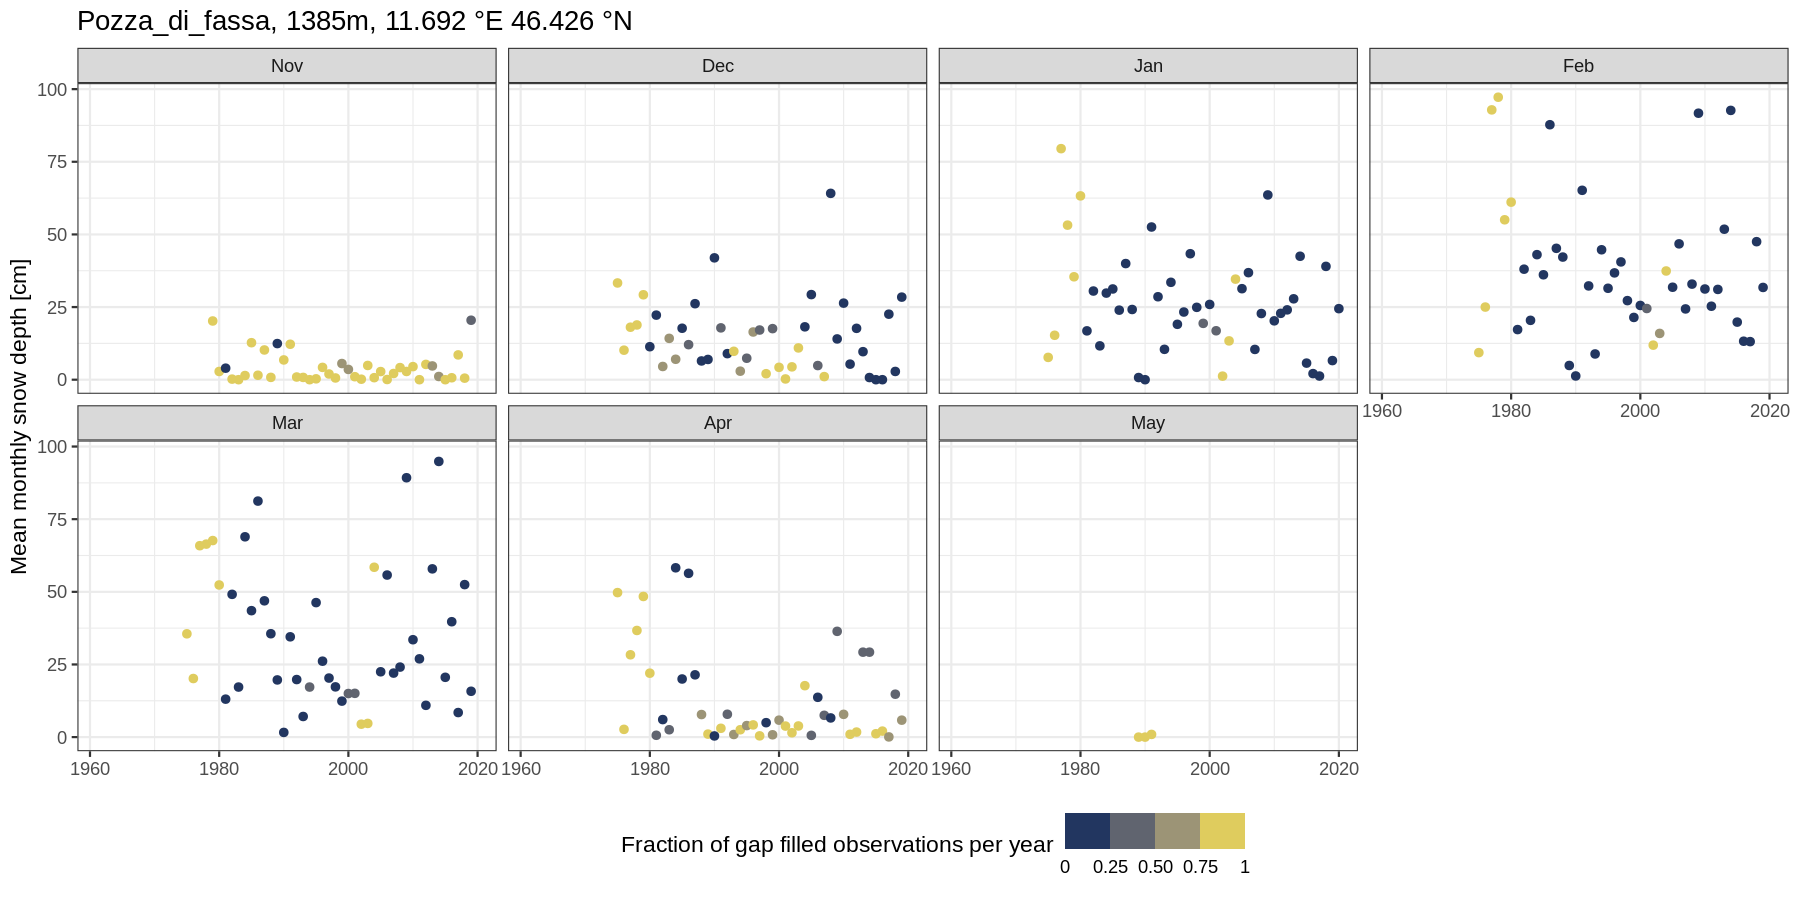 Pozza_di_fassa, 1385m, 11.692 °E 46.426 °N
Nov Dec Jan Feb
100
75
50
25
0
1960 1980 2000 2020
Mar Apr May
100
75
50
25
0
1960 1980 2000 2020 1960 1980 2000 2020 1960 1980 2000 2020
Mean monthly snow depth [cm]
Fraction of gap filled observations per year
0 0.25 0.50 0.75 1